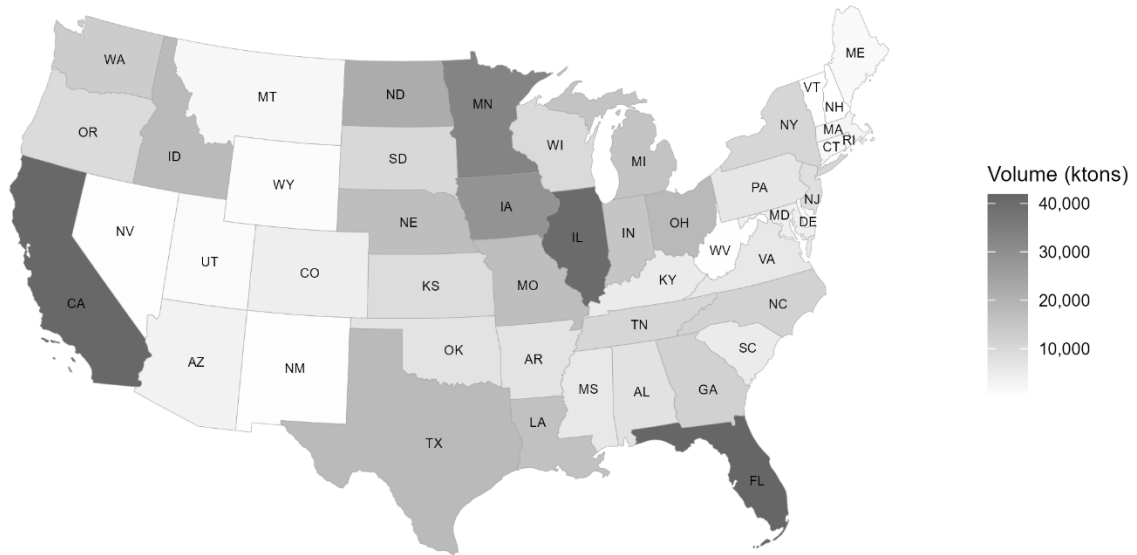 ME
WA
VT
MT
ND
MN
NH
OR
NY
MA
RI
WI
CT
ID
SD
MI
WY
PA
Volume (ktons)
IA
NJ
40,000
NE
OH
MD
DE
NV
IL
IN
WV
30,000
UT
CO
VA
KS
MO
KY
20,000
CA
NC
TN
10,000
OK
SC
AZ
AR
NM
MS
AL
GA
LA
TX
FL